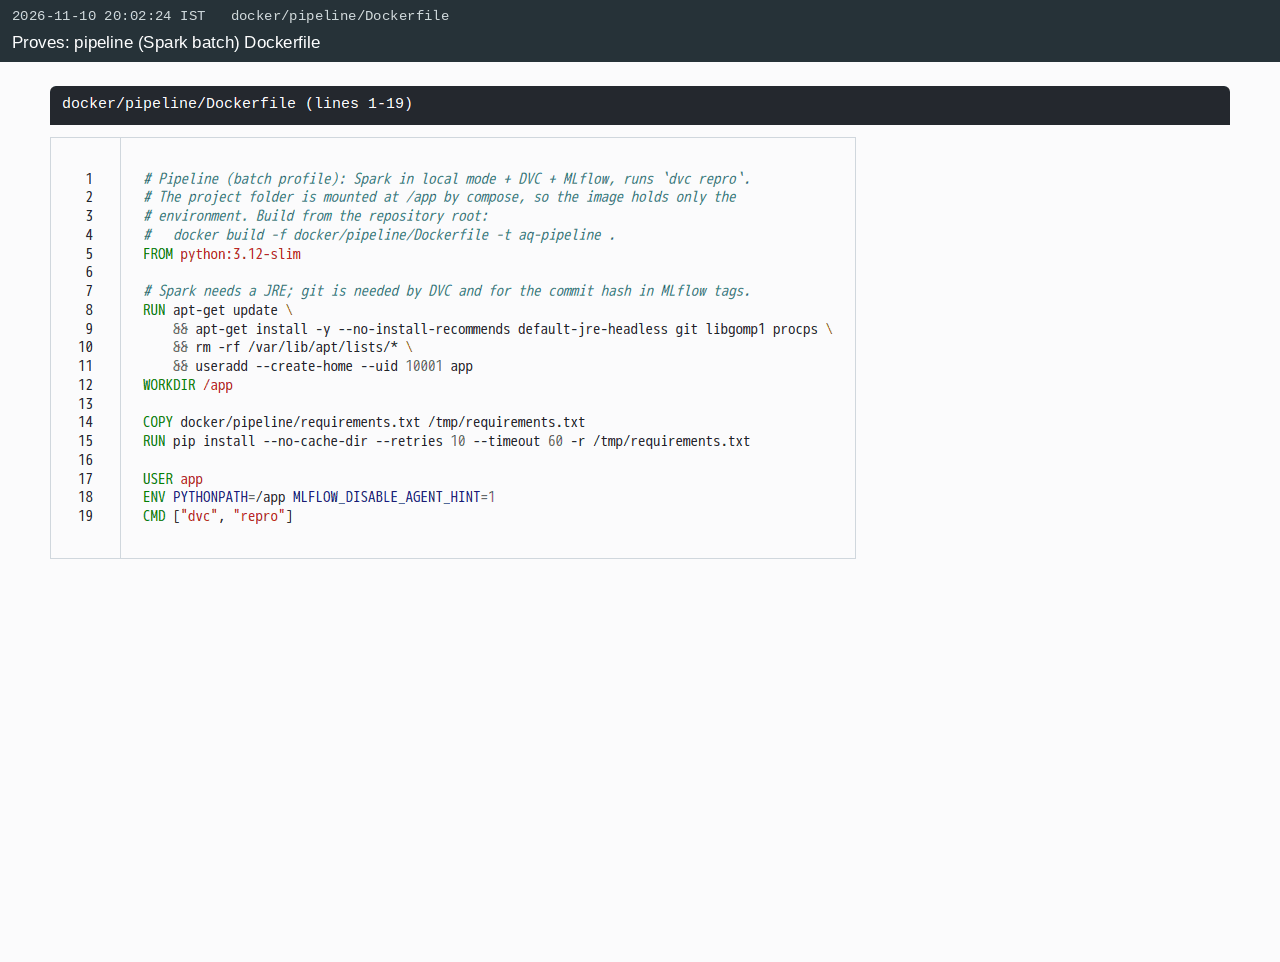 2026-11-10 20:02:24 IST docker/pipeline/Dockerfile
Proves: pipeline (Spark batch) Dockerfile
docker/pipeline/Dockerfile (lines 1-19)
1 # Pipeline (batch profile): Spark in local mode + DVC + MLflow, runs `dvc repro`.
2 # The project folder is mounted at /app by compose, so the image holds only the
3 # environment. Build from the repository root:
4 #   docker build -f docker/pipeline/Dockerfile -t aq-pipeline .
5 FROM python:3.12-slim
6
7 # Spark needs a JRE; git is needed by DVC and for the commit hash in MLflow tags.
8 RUN apt-get update \
9     && apt-get install -y --no-install-recommends default-jre-headless git libgomp1 procps \
10     && rm -rf /var/lib/apt/lists/* \
11     && useradd --create-home --uid 10001 app
12 WORKDIR /app
13
14 COPY docker/pipeline/requirements.txt /tmp/requirements.txt
15 RUN pip install --no-cache-dir --retries 10 --timeout 60 -r /tmp/requirements.txt
16
17 USER app
18 ENV PYTHONPATH=/app MLFLOW_DISABLE_AGENT_HINT=1
19 CMD ["dvc", "repro"]